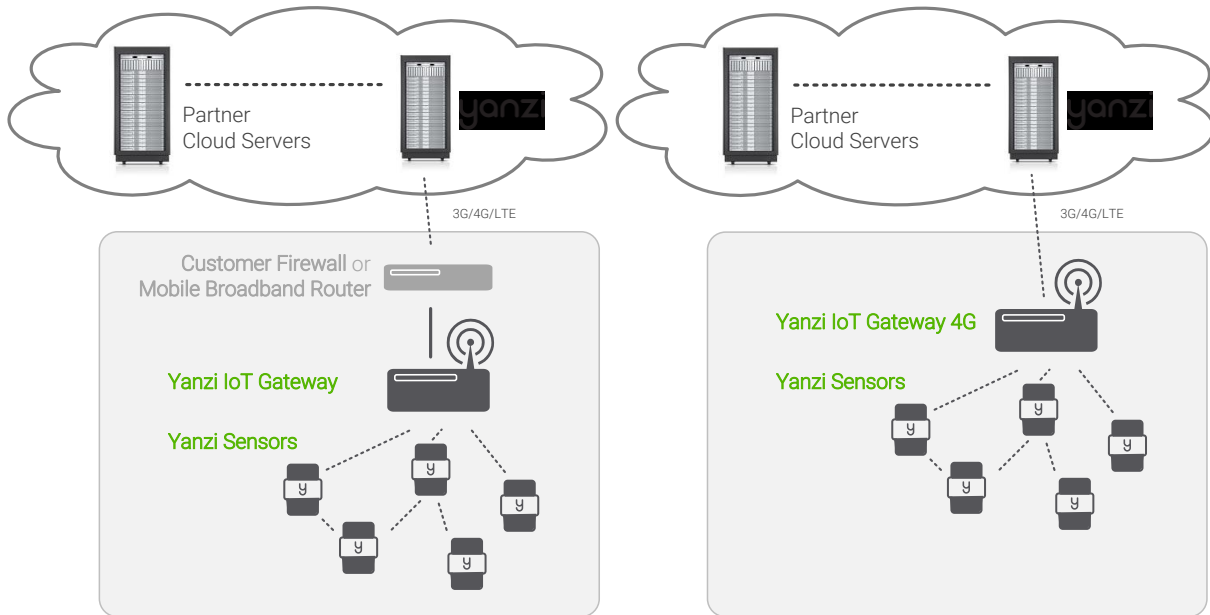 Partner
Cloud Servers
yanzi
3G/4G/LTE
Customer Firewall or
Mobile Broadband Router
Yanzi IoT Gateway
Yanzi Sensors
y
y
y
y
y
Partner
Cloud Servers
yanzi
3G/4G/LTE
Yanzi IoT Gateway 4G
Yanzi Sensors
y
y
y
y
y